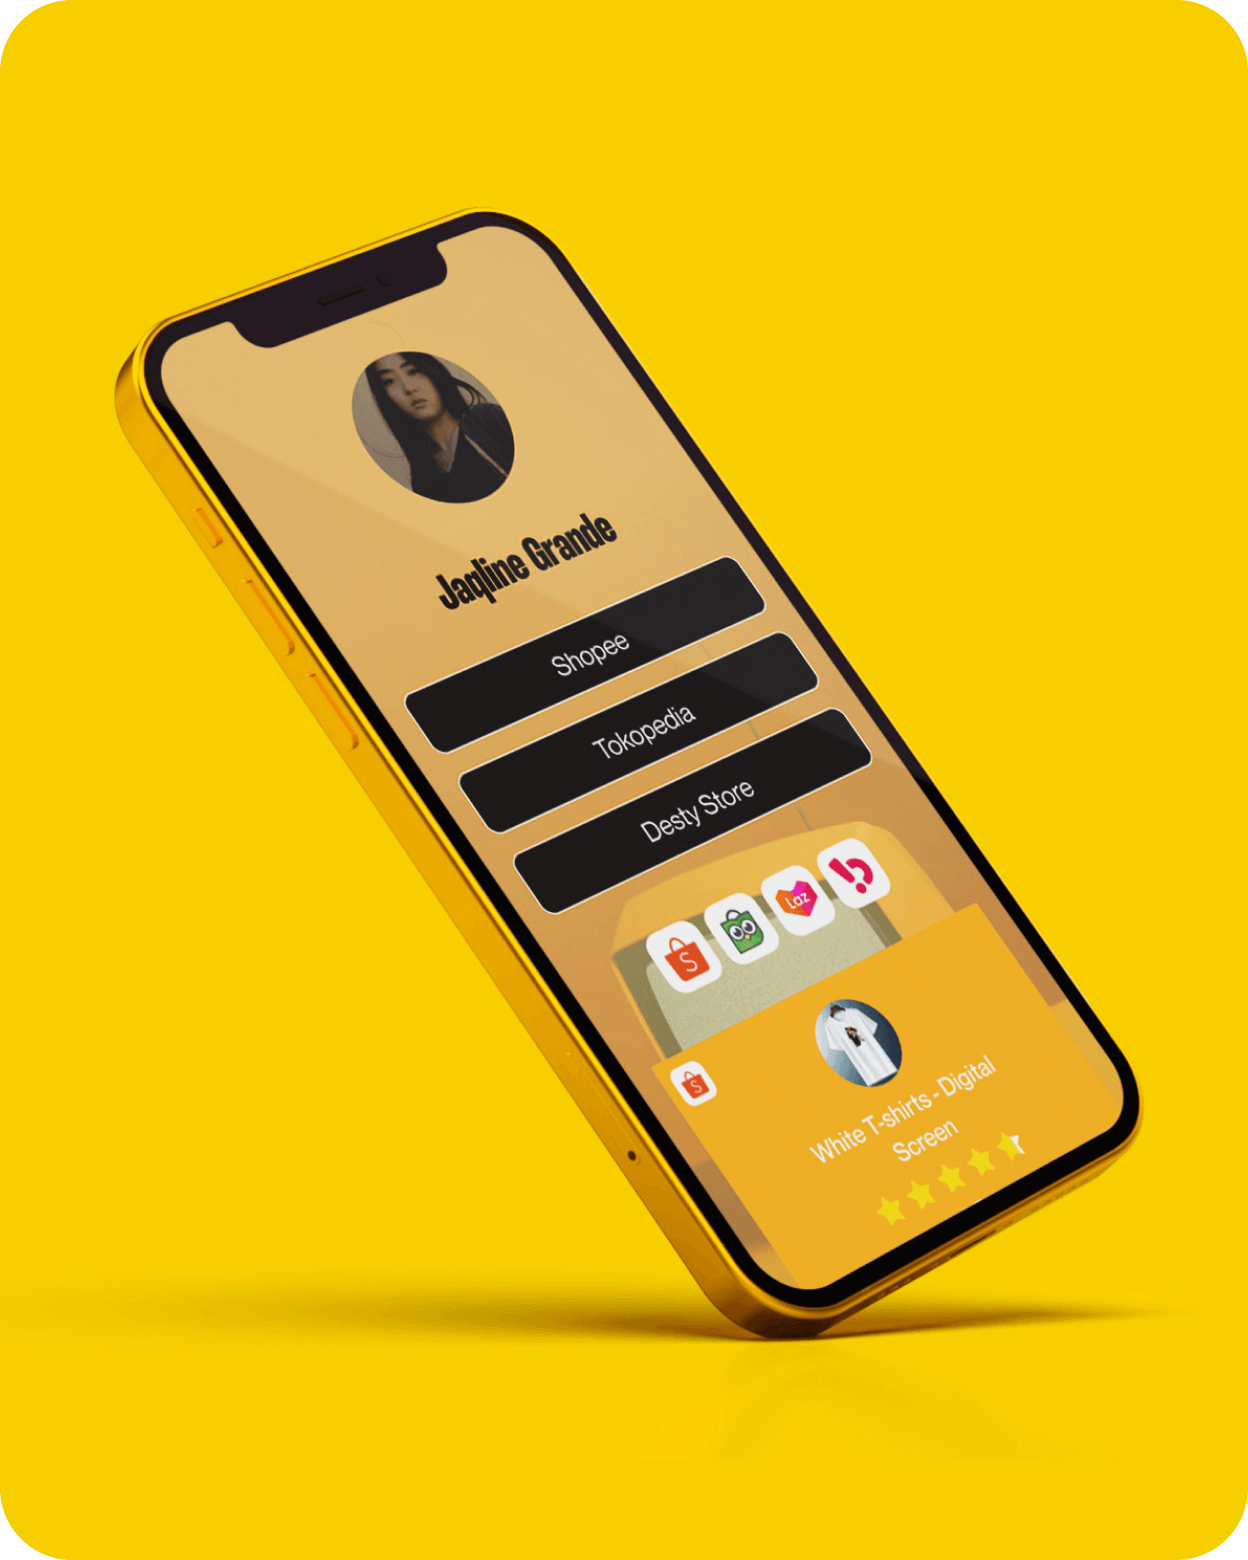 Jaqline Grande
Shopee
Tokopedia
Desty Store
S
Laz
b
S
White T-shirts - Digital
Screen